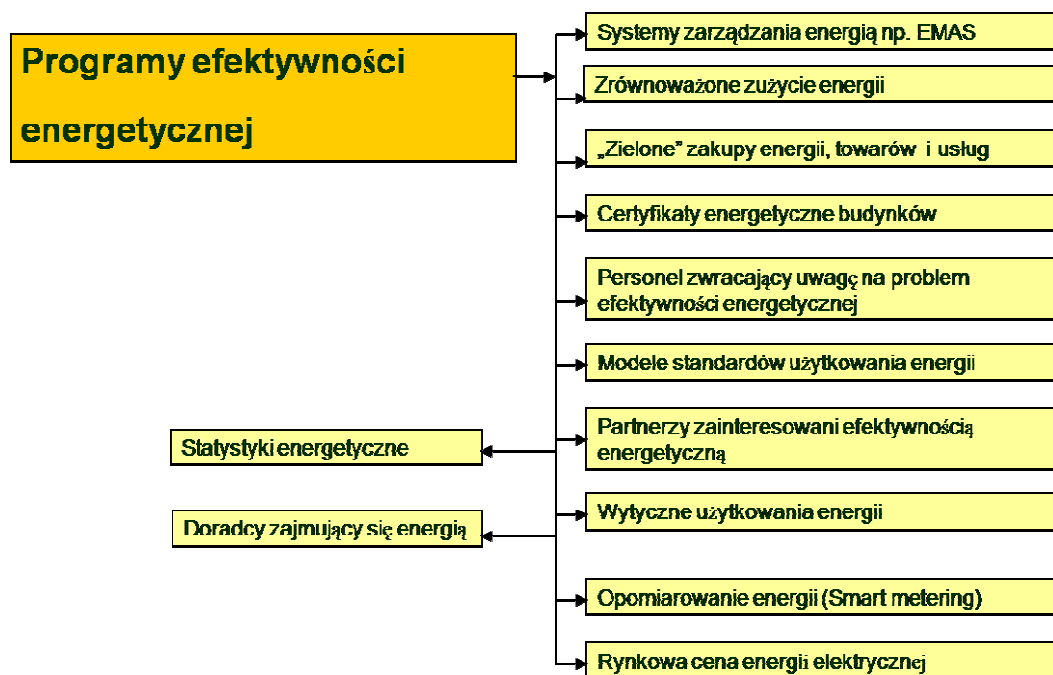 Programy efektywności
energetycznej
Systemy zarządzania energią np. EMAS
Zrównoważone zużycie energii
„Zielone” zakupy energii, towarów i usług
Certyfikaty energetyczne budynków
Personel zwracający uwagę na problem
efektywności energetycznej
Modele standardów użytkowania energii
Partnerzy zainteresowani efektywnością
energetyczną
Statystyki energetyczne
Wytyczne użytkowania energii
Doradcy zajmujący się energią
Opomiarowanie energii (Smart metering)
Rynkowa cena energii elektrycznej